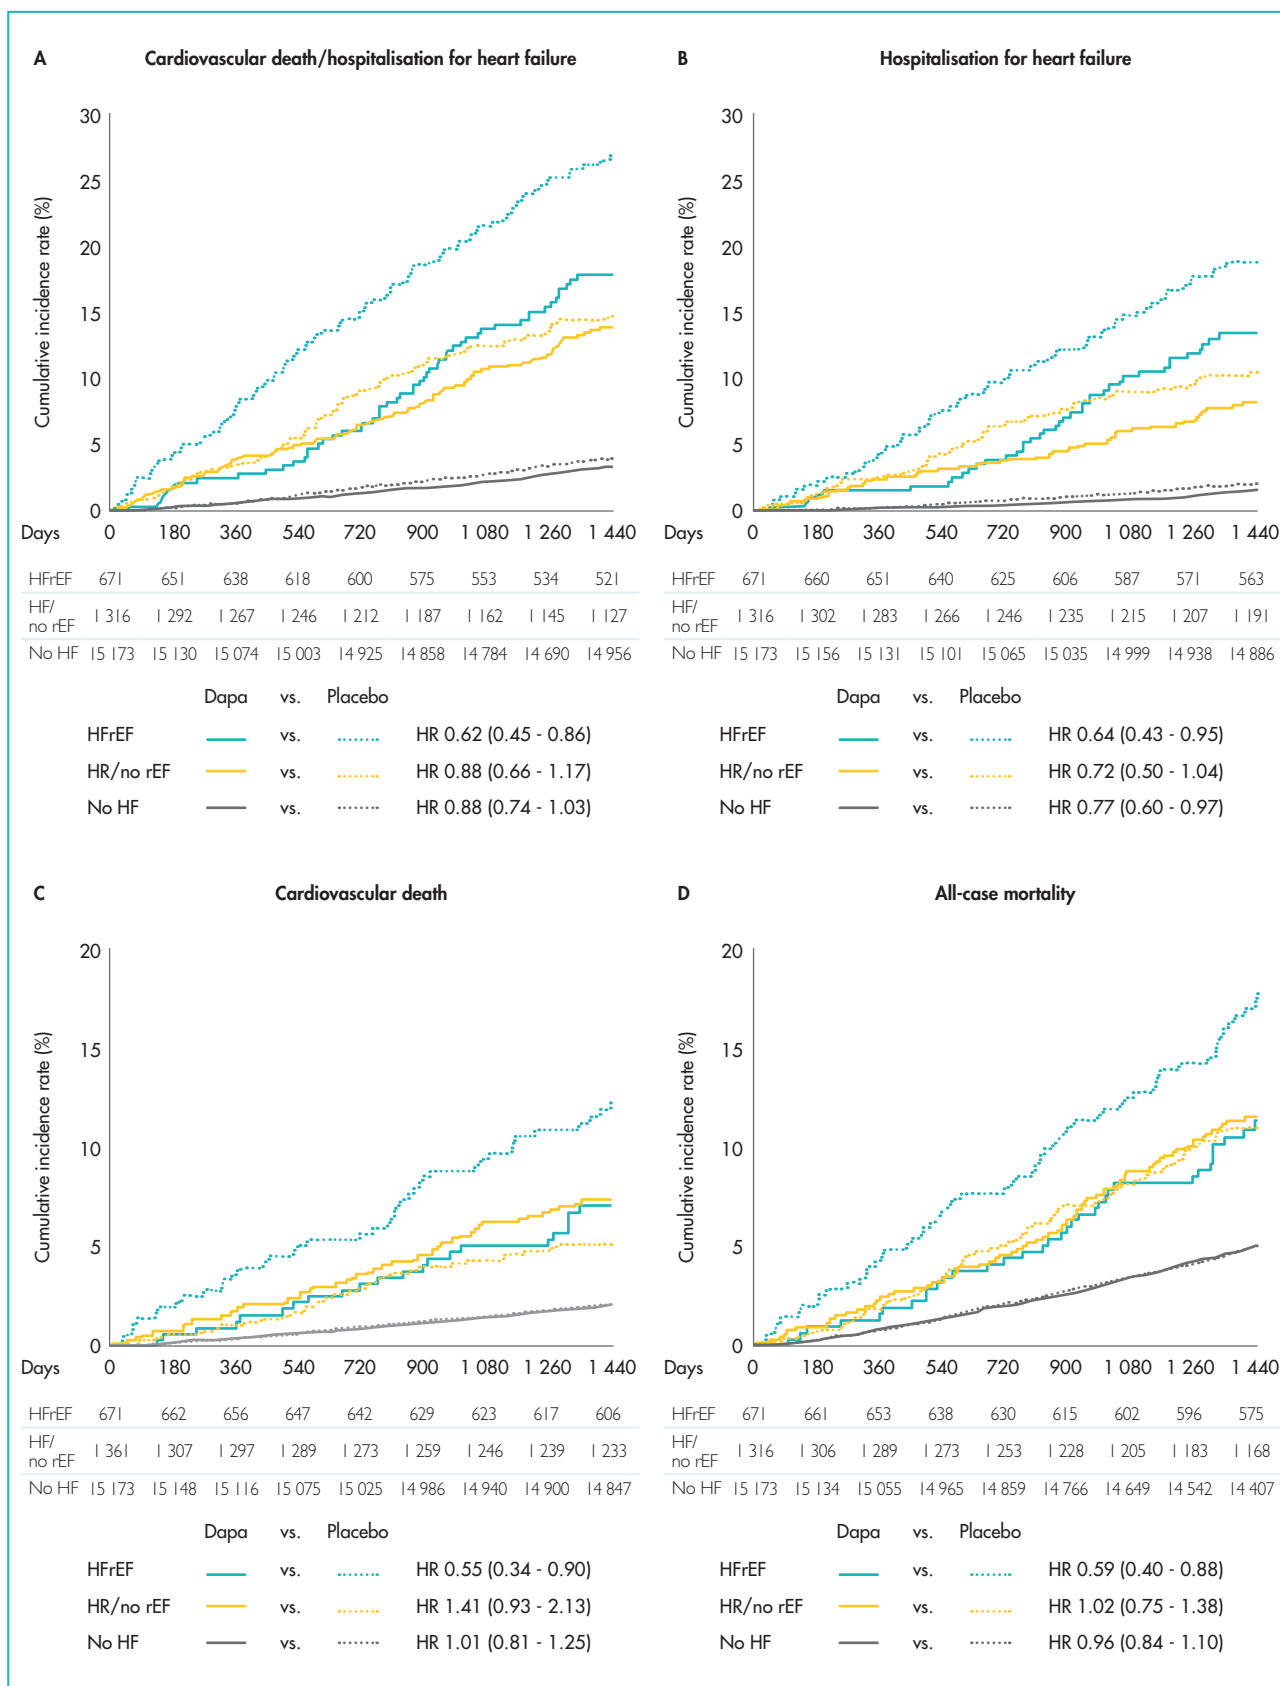 A Cardiovascular death/hospitalisation for heart failure
Cumulative incidence rate (%)
30
25
20
15
10
5
0
Days 0 180 360 540 720 900 1 080 1 260 1 440
HFrEF 671 651 638 618 600 575 553 534 521
HF/
no rEF 1 316 1 292 1 267 1 246 1 212 1 187 1 162 1 145 1 127
No HF 15 173 15 130 15 074 15 003 14 925 14 858 14 784 14 690 14 956
Dapa vs. Placebo
HFrEF vs. HR 0.62 (0.45 - 0.86)
HR/no rEF vs. HR 0.88 (0.66 - 1.17)
No HF vs. HR 0.88 (0.74 - 1.03)
B Hospitalisation for heart failure
Cumulative incidence rate (%)
30
25
20
15
10
5
0
Days 0 180 360 540 720 900 1 080 1 260 1 440
HFrEF 671 660 651 640 625 606 587 571 563
HF/
no rEF 1 316 1 302 1 283 1 266 1 246 1 235 1 215 1 207 1 191
No HF 15 173 15 156 15 131 15 101 15 065 15 035 14 999 14 938 14 886
Dapa vs. Placebo
HFrEF vs. HR 0.64 (0.43 - 0.95)
HR/no rEF vs. HR 0.72 (0.50 - 1.04)
No HF vs. HR 0.77 (0.60 - 0.97)
C Cardiovascular death
Cumulative incidence rate (%)
20
15
10
5
0
Days 0 180 360 540 720 900 1 080 1 260 1 440
HFrEF 671 662 656 647 642 629 623 617 606
HF/
no rEF 1 361 1 307 1 297 1 289 1 273 1 259 1 246 1 239 1 233
No HF 15 173 15 148 15 116 15 075 15 025 14 986 14 940 14 900 14 847
Dapa vs. Placebo
HFrEF vs. HR 0.55 (0.34 - 0.90)
HR/no rEF vs. HR 1.41 (0.93 - 2.13)
No HF vs. HR 1.01 (0.81 - 1.25)
D All-case mortality
Cumulative incidence rate (%)
20
15
10
5
0
Days 0 180 360 540 720 900 1 080 1 260 1 440
HFrEF 671 661 653 638 630 615 602 596 575
HF/
no rEF 1 316 1 306 1 289 1 273 1 253 1 228 1 205 1 183 1 168
No HF 15 173 15 134 15 055 14 965 14 859 14 766 14 649 14 542 14 407
Dapa vs. Placebo
HFrEF vs. HR 0.59 (0.40 - 0.88)
HR/no rEF vs. HR 1.02 (0.75 - 1.38)
No HF vs. HR 0.96 (0.84 - 1.10)